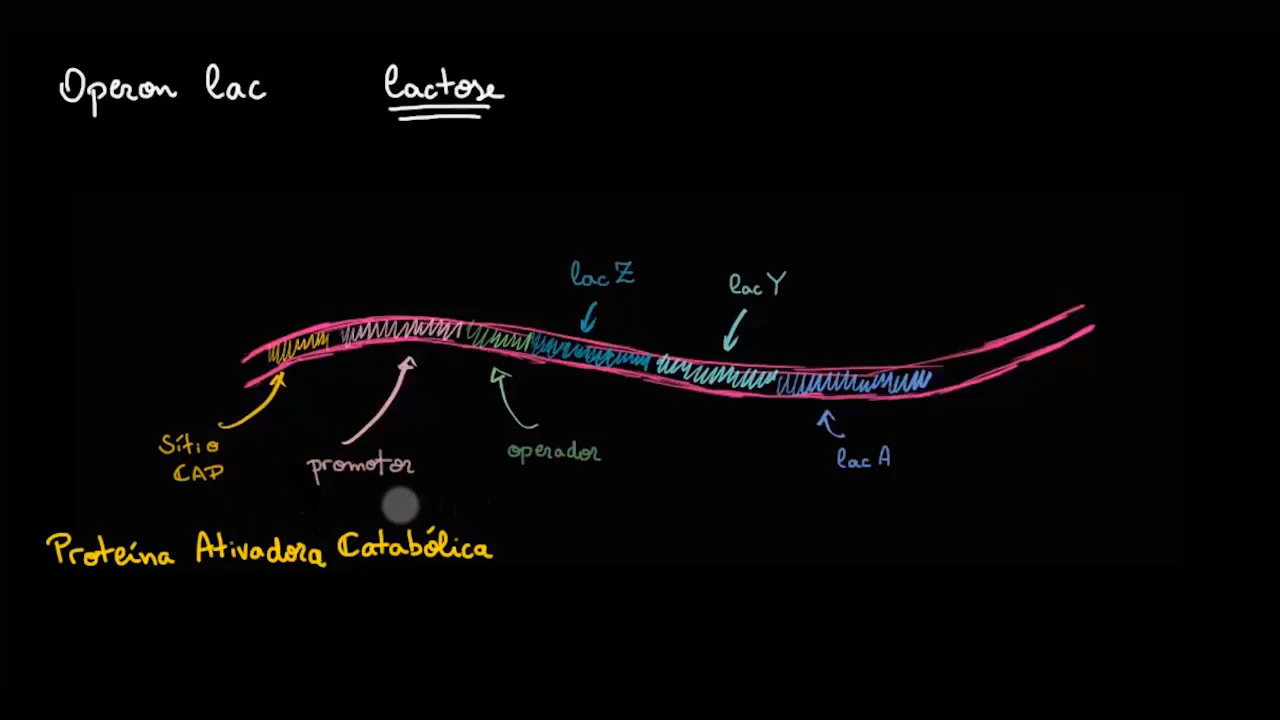 Operon lac lactose
lac Z
lac Y
Sítio
CAP
promotor
operador
lac A
Proteína Ativadora Catabólica